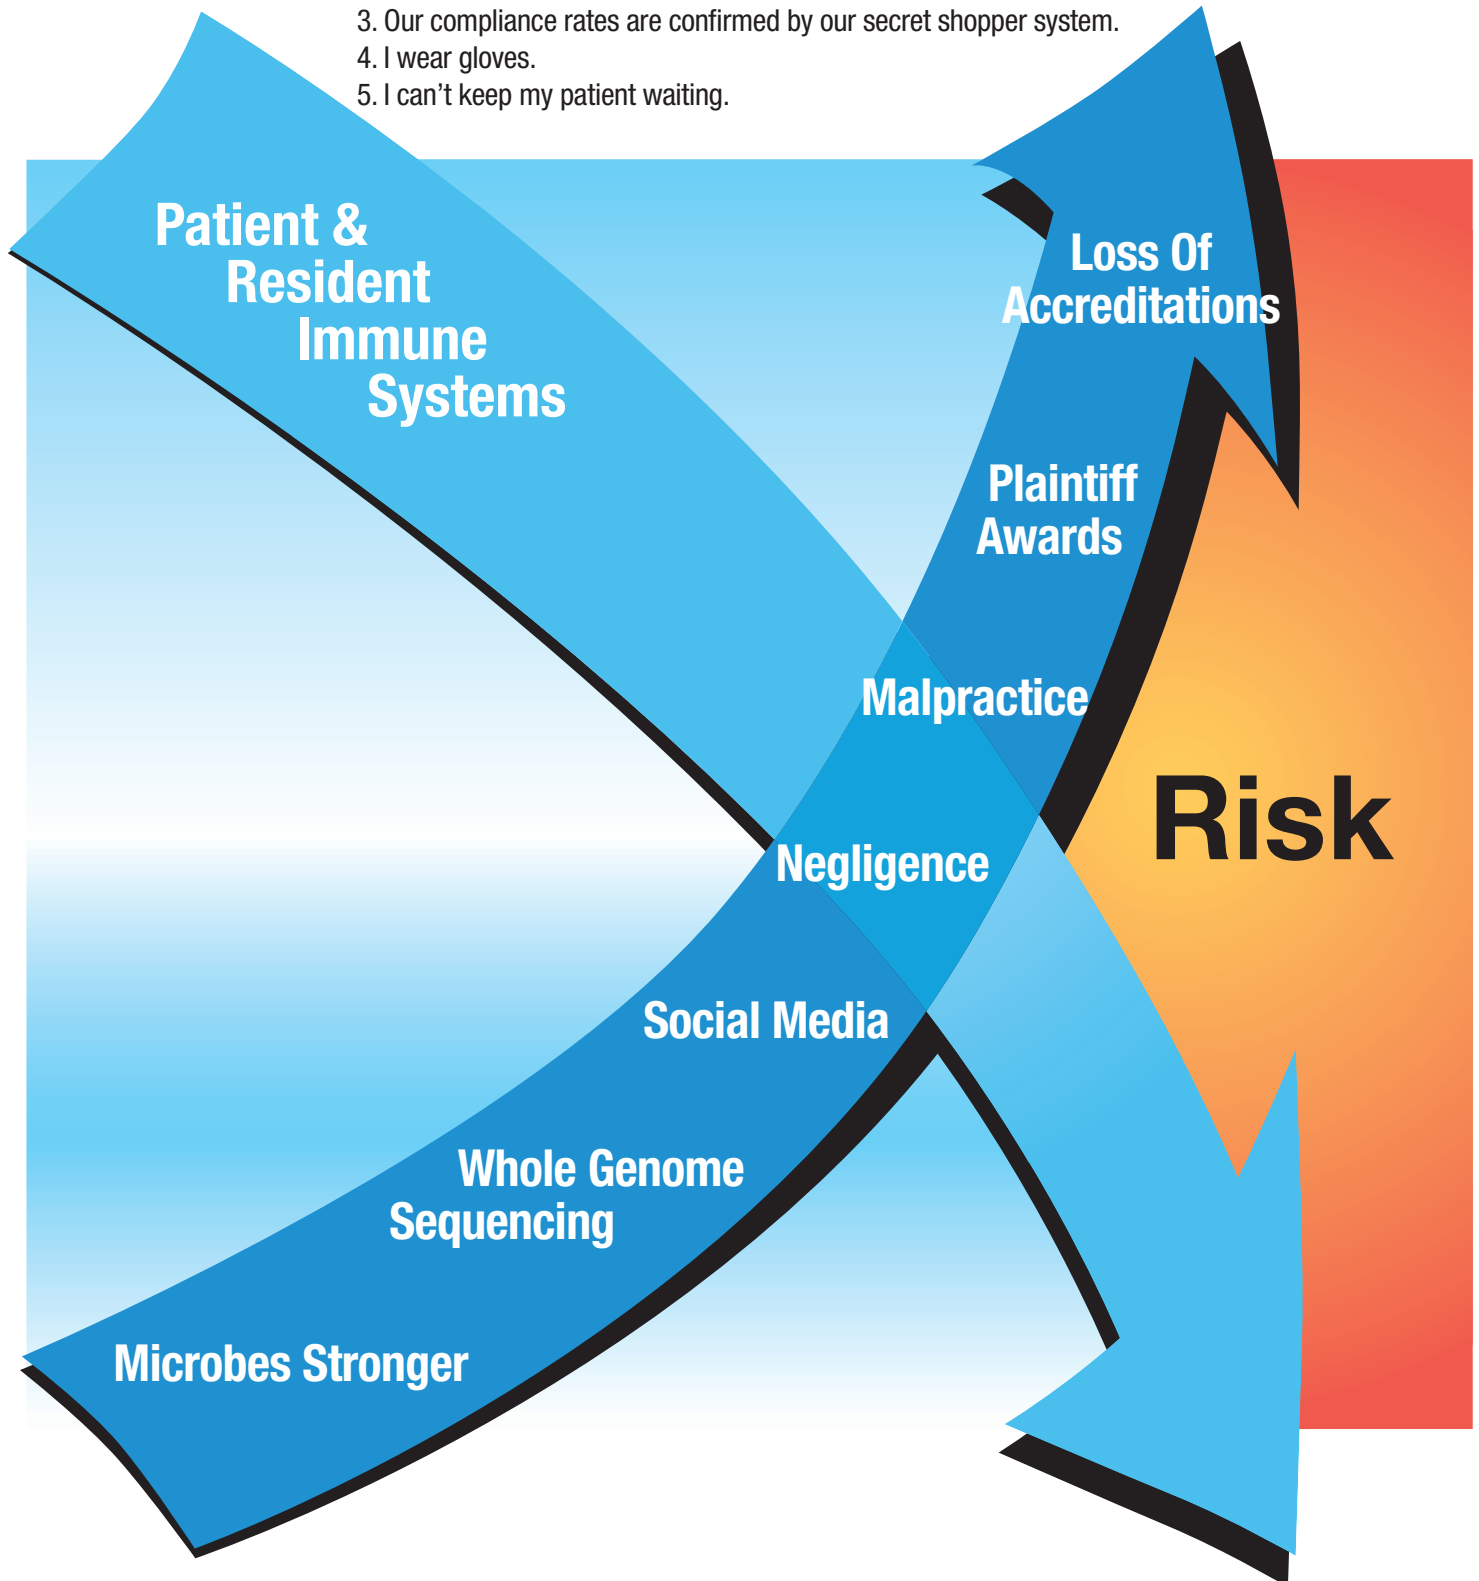 3. Our compliance rates are confirmed by our secret shopper system.
4. I wear gloves.
5. I can’t keep my patient waiting.
Patient &
Resident
Immune
Systems
Loss Of
Accreditations
Plaintiff
Awards
Malpractice
Risk
Negligence
Social Media
Whole Genome
Sequencing
Microbes Stronger